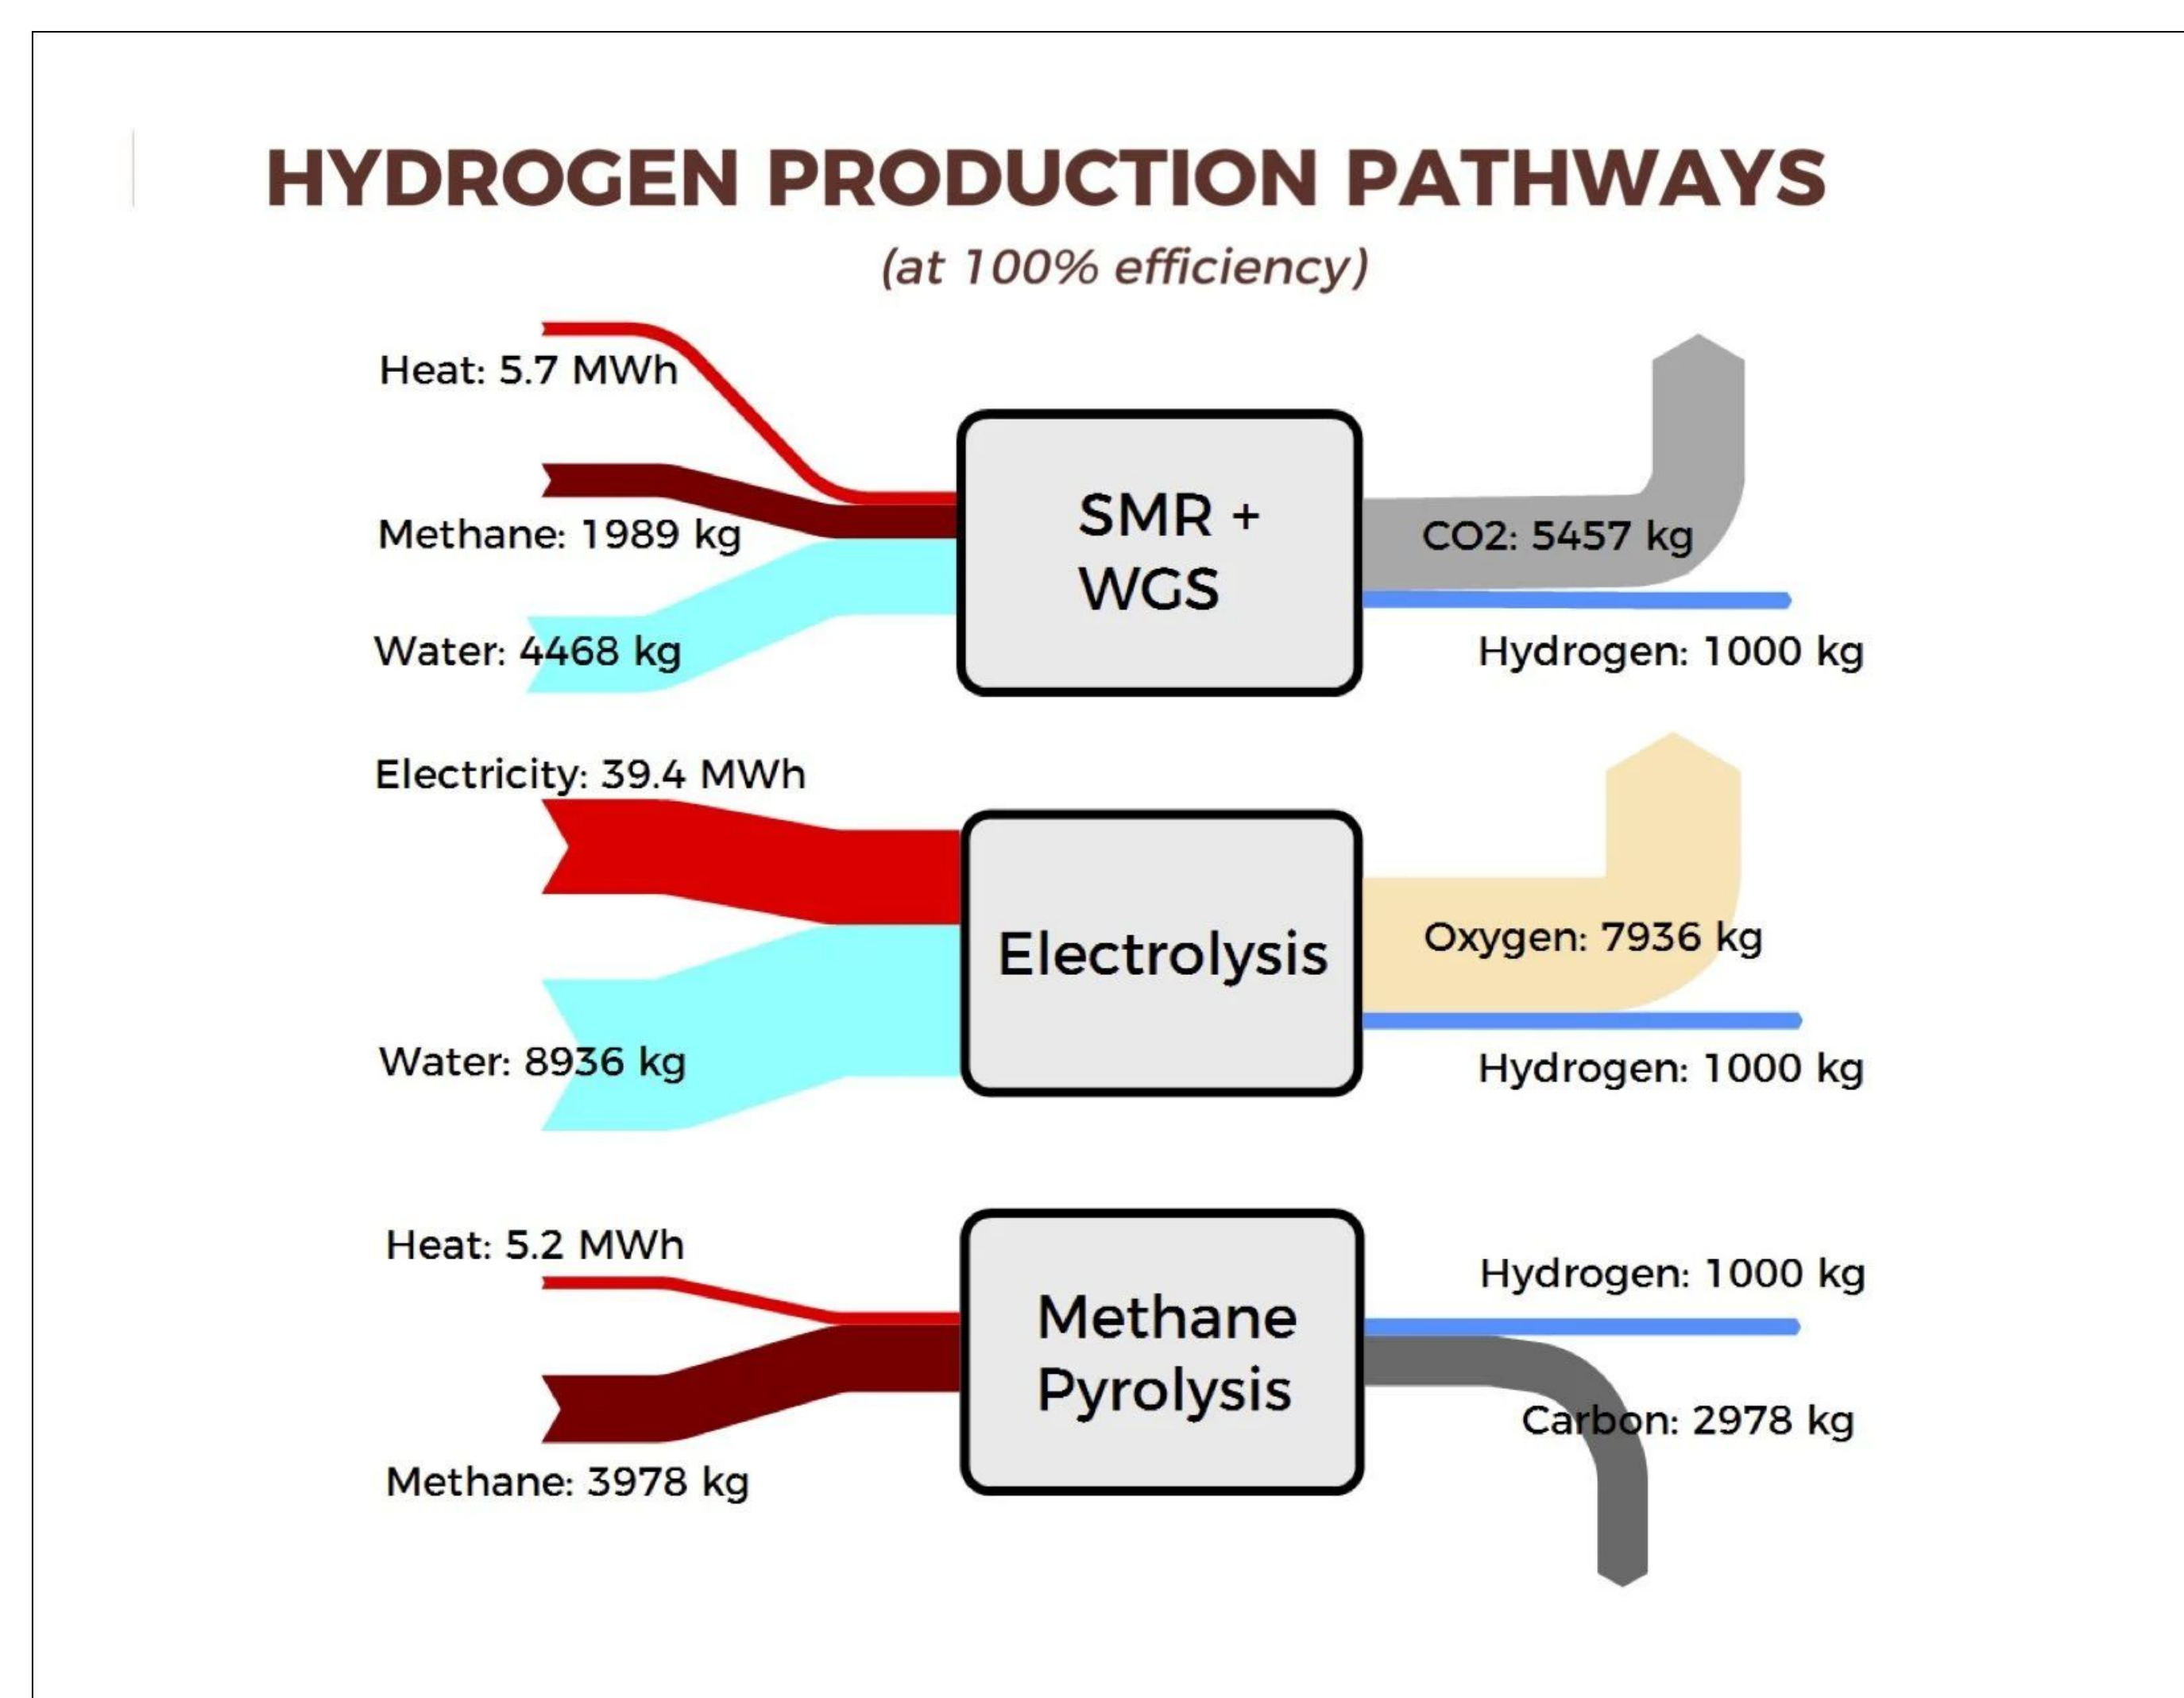 HYDROGEN PRODUCTION PATHWAYS
(at 100% efficiency)
Heat: 5.7 MWh
Methane: 1989 kg
Water: 4468 kg
SMR +
WGS
CO2: 5457 kg
Hydrogen: 1000 kg
Electricity: 39.4 MWh
Water: 8936 kg
Electrolysis
Oxygen: 7936 kg
Hydrogen: 1000 kg
Heat: 5.2 MWh
Methane: 3978 kg
Methane
Pyrolysis
Hydrogen: 1000 kg
Carbon: 2978 kg